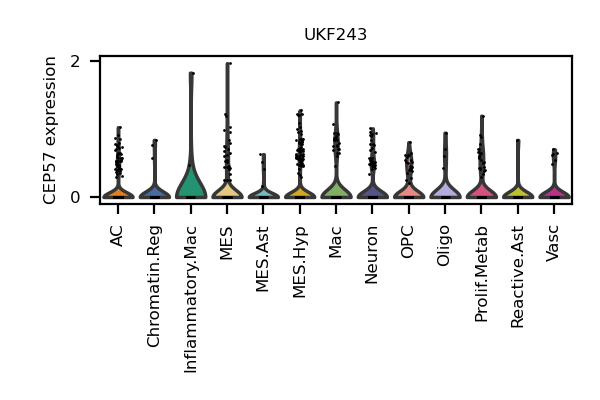 UKF243
CEP57 expression
2
0
AC
Chromatin.Reg
Inflammatory.Mac
MES
MES.Ast
MES.Hyp
Mac
Neuron
OPC
Oligo
Prolif.Metab
Reactive.Ast
Vasc